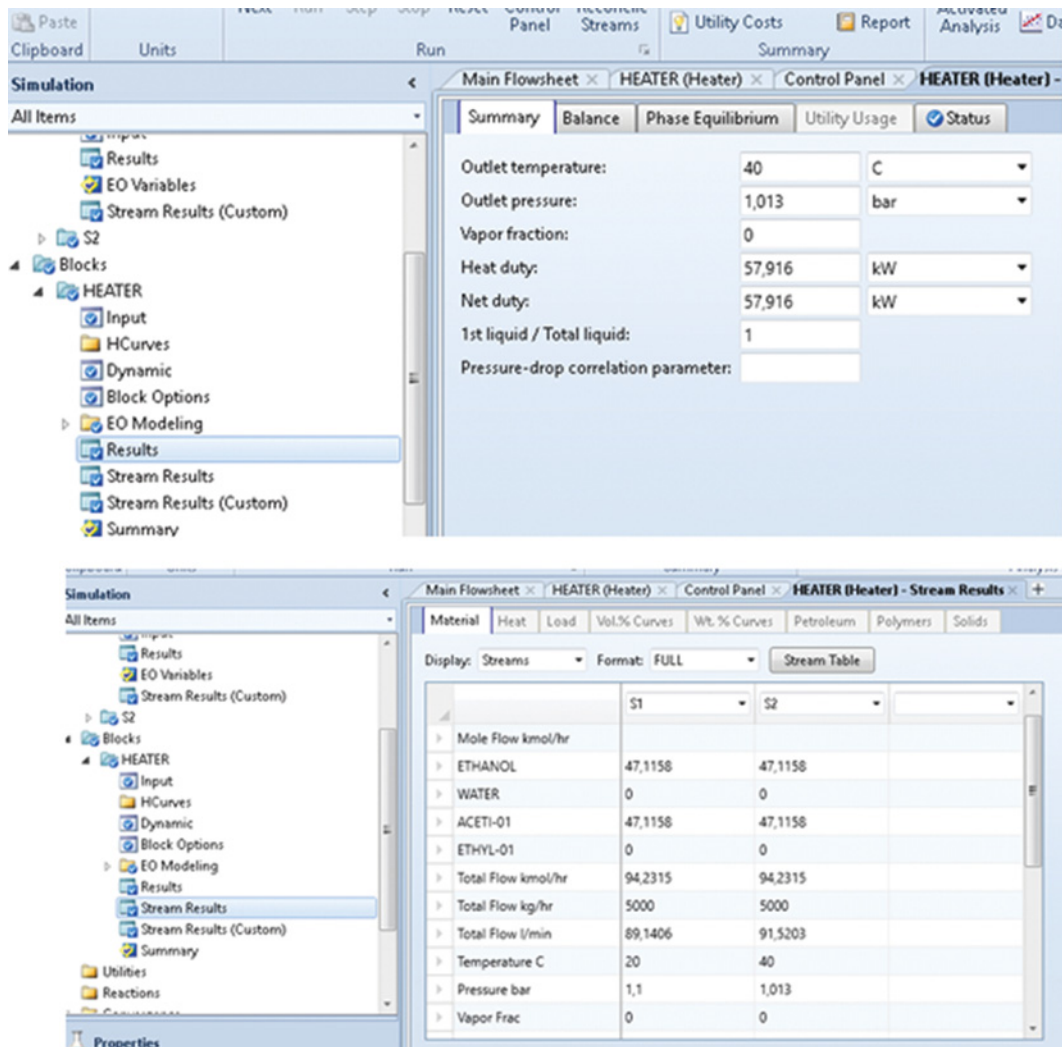 Paste
Control Panel
Reconcile Streams
Utility Costs
Report
Activated Analysis
Clipboard Units Run Summary
Simulation
Main Flowsheet HEATER (Heater) Control Panel HEATER (Heater) -
All Items
Summary Balance Phase Equilibrium Utility Usage Status
Input
Results
EO Variables
Stream Results (Custom)
S2
Blocks
HEATER
Input
HCurves
Dynamic
Block Options
EO Modeling
Results
Stream Results
Stream Results (Custom)
Summary
Outlet temperature: 40 C
Outlet pressure: 1,013 bar
Vapor fraction: 0
Heat duty: 57,916 kW
Net duty: 57,916 kW
1st liquid / Total liquid: 1
Pressure-drop correlation parameter:
Simulation
Main Flowsheet HEATER (Heater) Control Panel HEATER (Heater) - Stream Results +
All Items
Material Heat Load Vol.% Curves Wt. % Curves Petroleum Polymers Solids
Input
Results
EO Variables
Stream Results (Custom)
S2
Blocks
HEATER
Input
HCurves
Dynamic
Block Options
EO Modeling
Results
Stream Results
Stream Results (Custom)
Summary
Utilities
Reactions
Properties
Display: Streams Format: FULL Stream Table
S1 S2
Mole Flow kmol/hr
ETHANOL 47,1158 47,1158
WATER 0 0
ACETI-01 47,1158 47,1158
ETHYL-01 0 0
Total Flow kmol/hr 94,2315 94,2315
Total Flow kg/hr 5000 5000
Total Flow l/min 89,1406 91,5203
Temperature C 20 40
Pressure bar 1,1 1,013
Vapor Frac 0 0